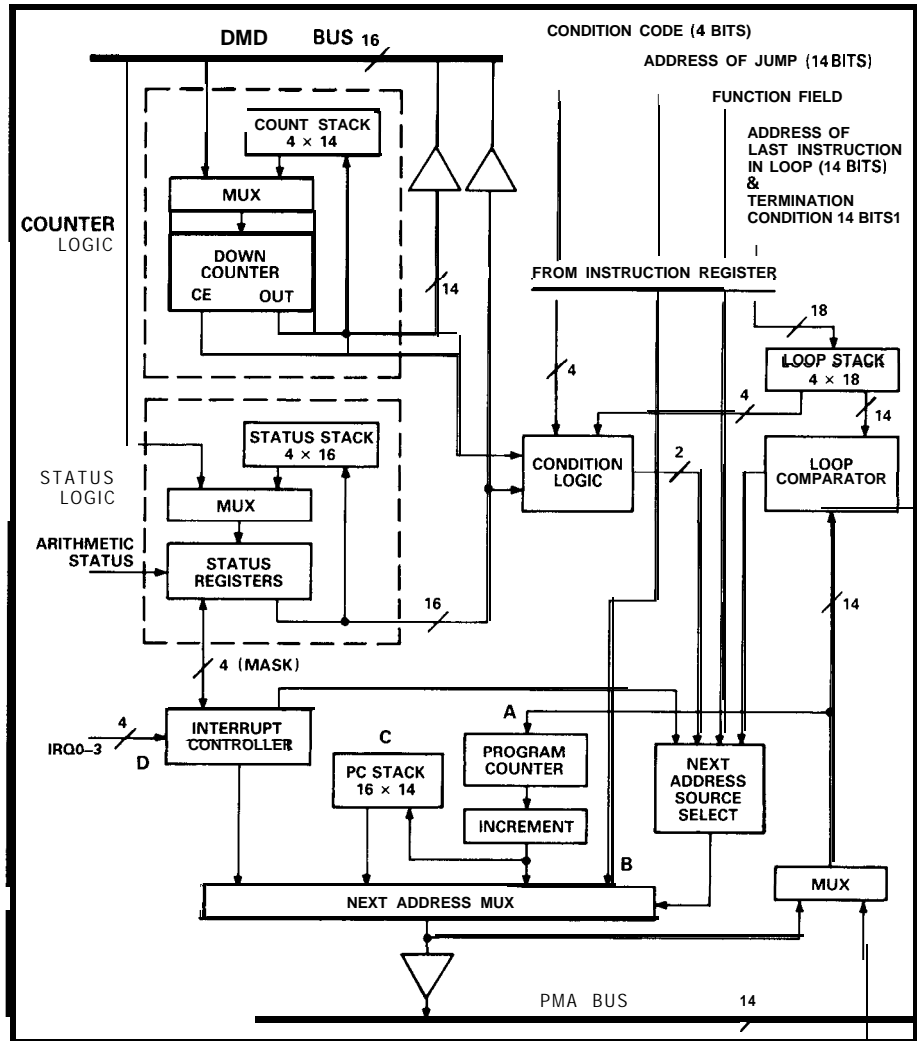 DMD BUS 16
CONDITION CODE (4 BITS)
ADDRESS OF JUMP (14 BITS)
FUNCTION FIELD
ADDRESS OF
LAST INSTRUCTION
IN LOOP (14 BITS)
&
TERMINATION
CONDITION 14 BITS1
COUNT STACK
4 × 14
MUX
COUNTER
LOGIC
DOWN
COUNTER
CE OUT
14
FROM INSTRUCTION REGISTER
18
LOOP STACK
4 × 18
4
4
14
STATUS STACK
4 × 16
CONDITION
LOGIC
2
LOOP
COMPARATOR
STATUS
LOGIC
MUX
ARITHMETIC
STATUS
STATUS
REGISTERS
16
14
4 (MASK)
4
IRQ0–3
D
INTERRUPT
CONTROLLER
C
PC STACK
16 × 14
A
PROGRAM
COUNTER
INCREMENT
NEXT
ADDRESS
SOURCE
SELECT
B
NEXT ADDRESS MUX
MUX
PMA BUS 14